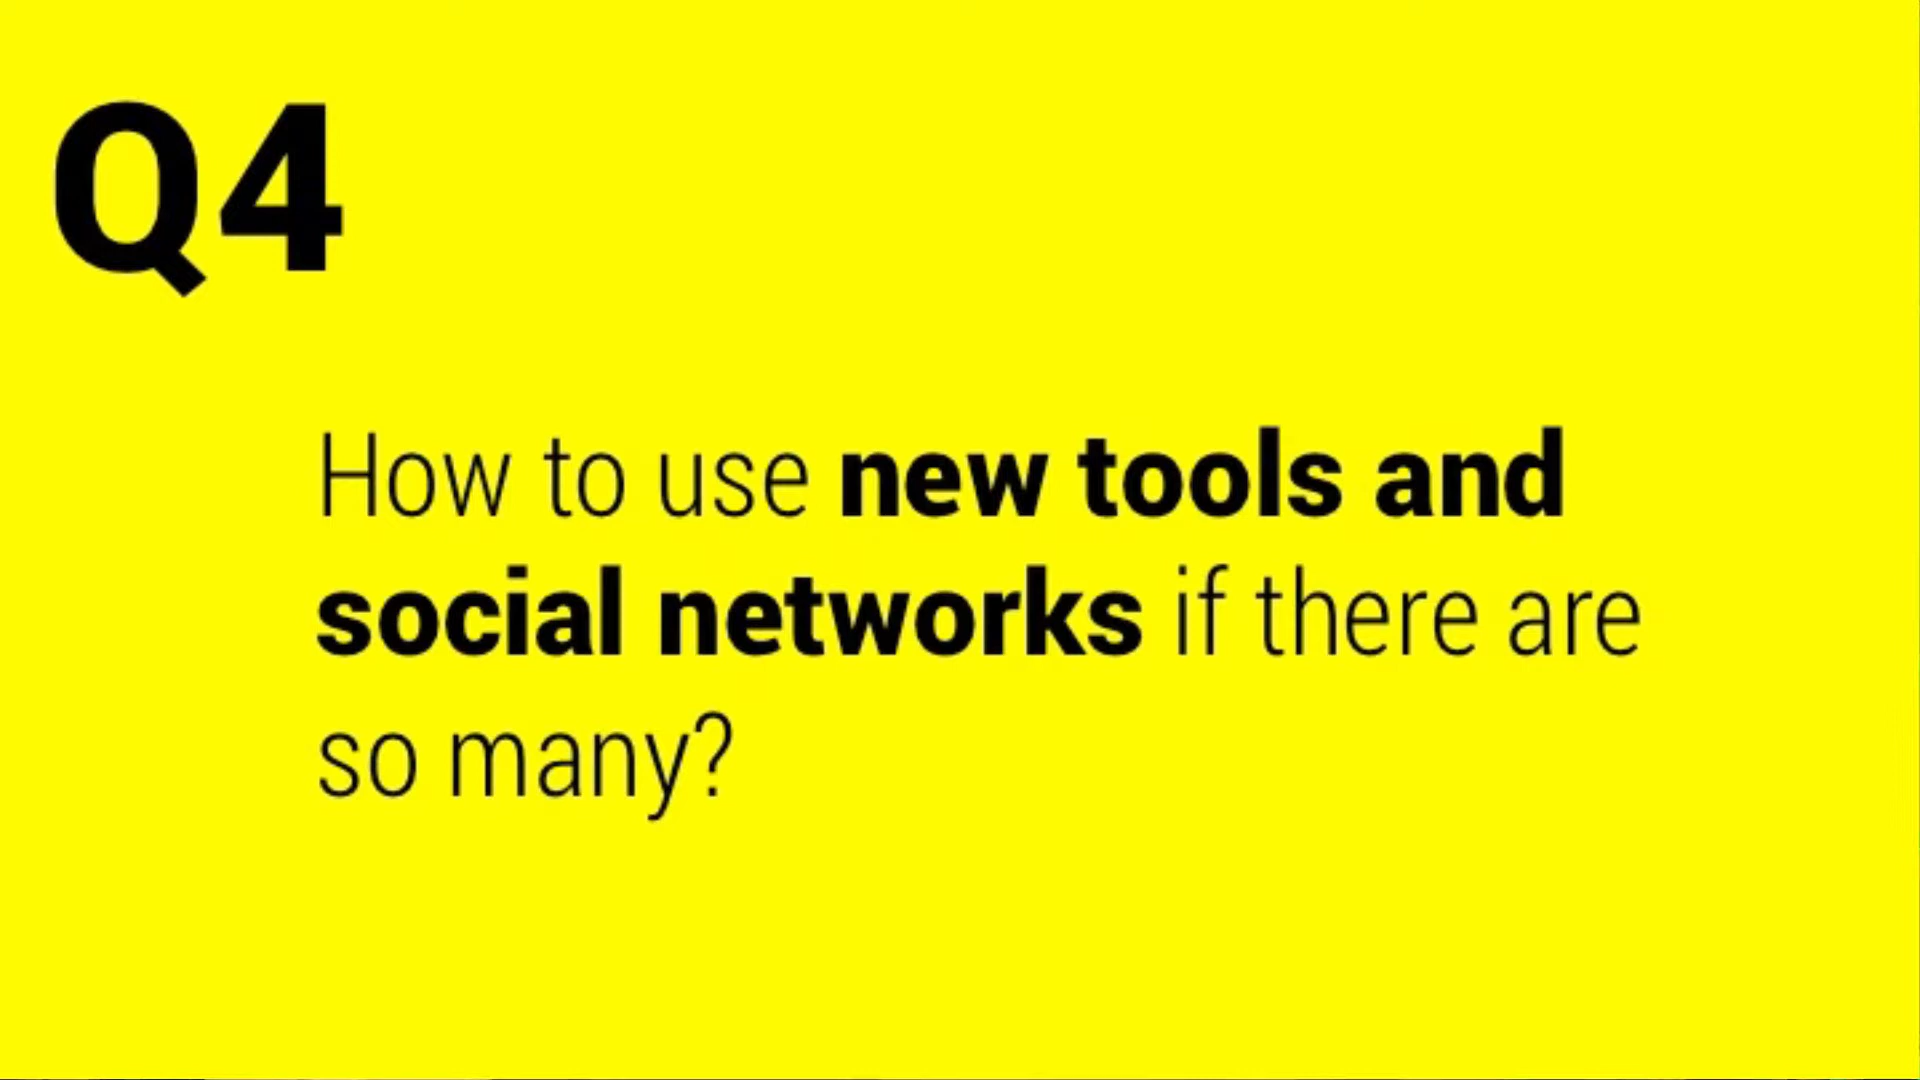 Q4
How to use new tools and
social networks if there are
so many?